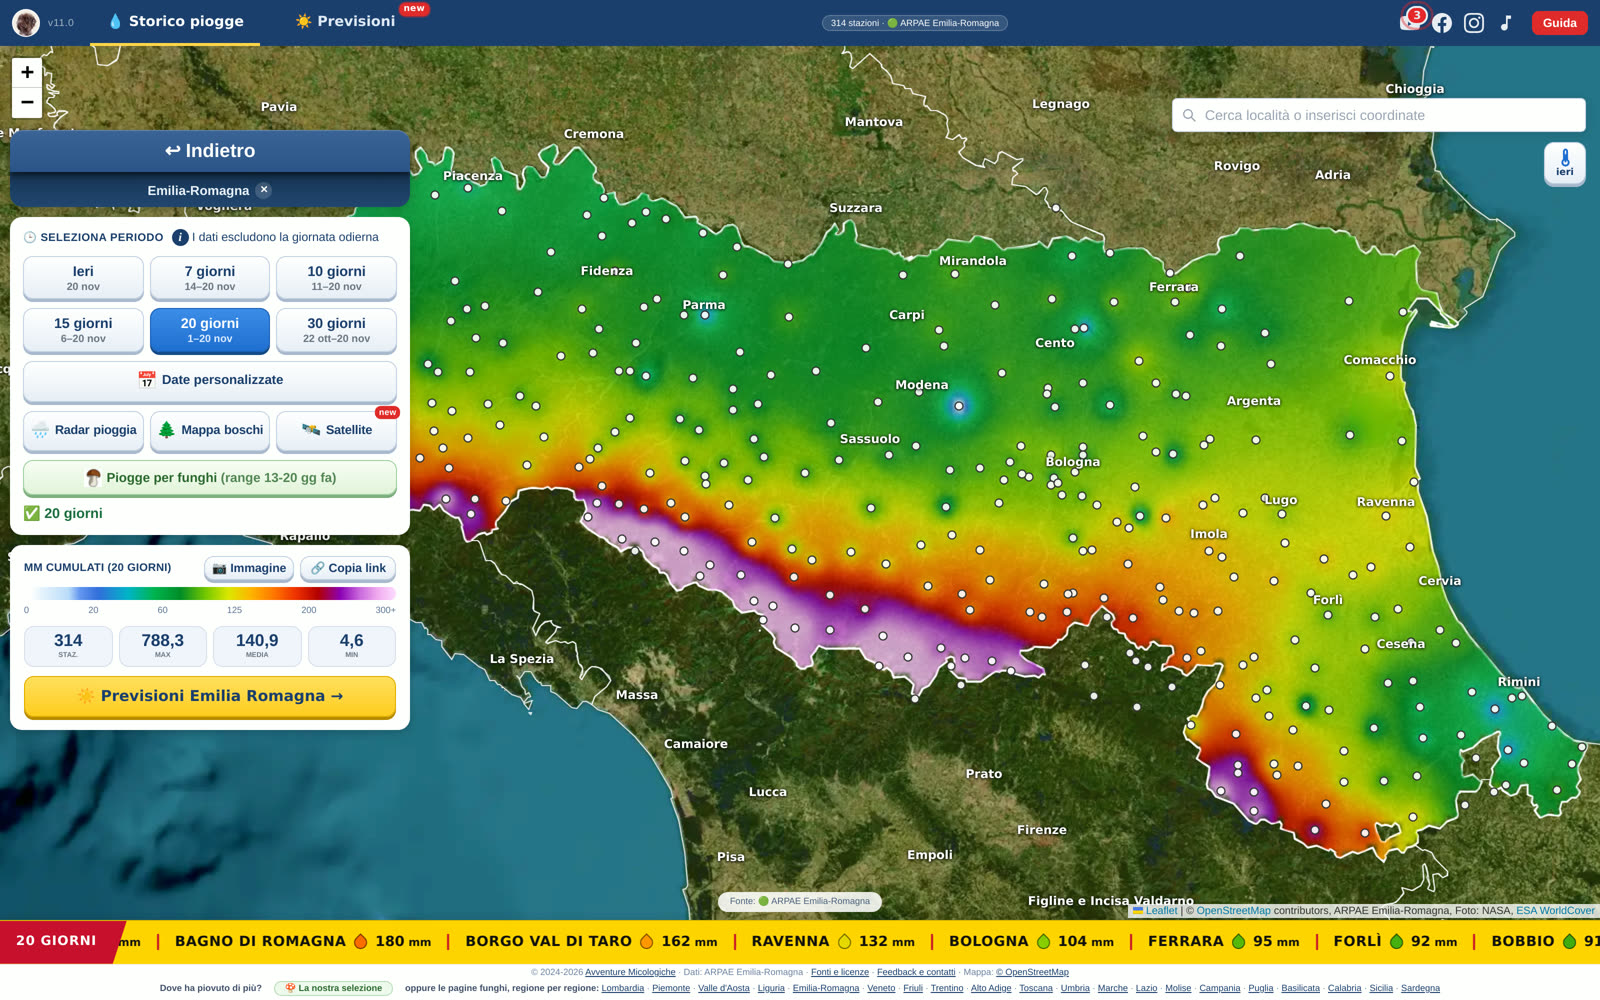 v11.0
💧 Storico piogge
☀️ Previsioni
new
314 stazioni · 🟢 ARPAE Emilia-Romagna
3
Guida
+
−
↩ Indietro
Emilia-Romagna ×
SELEZIONA PERIODO
i I dati escludono la giornata odierna
Ieri
20 nov
7 giorni
14–20 nov
10 giorni
11–20 nov
15 giorni
6–20 nov
20 giorni
1–20 nov
30 giorni
22 ott–20 nov
Date personalizzate
Radar pioggia
Mappa boschi
Satellite
new
Piogge per funghi (range 13-20 gg fa)
✅ 20 giorni
MM CUMULATI (20 GIORNI)
Immagine
Copia link
0 20 60 125 200 300+
314
STAZ.
788,3
MAX
140,9
MEDIA
4,6
MIN
☀️ Previsioni Emilia Romagna →
Cerca località o inserisci coordinate
ieri
Pavia
Cremona
Mantova
Legnago
Chioggia
Rovigo
Adria
Piacenza
Voghera
Suzzara
Fidenza
Mirandola
Ferrara
Parma
Carpi
Cento
Comacchio
Modena
Argenta
Sassuolo
Bologna
Lugo
Ravenna
Rapallo
Imola
Cervia
Forlì
Cesena
La Spezia
Massa
Rimini
Camaiore
Prato
Lucca
Firenze
Pisa
Empoli
Figline e Incisa Valdarno
Fonte: 🟢 ARPAE Emilia-Romagna
Leaflet | © OpenStreetMap contributors, ARPAE Emilia-Romagna, Foto: NASA, ESA WorldCover
20 GIORNI
mm | BAGNO DI ROMAGNA 180 mm | BORGO VAL DI TARO 162 mm | RAVENNA 132 mm | BOLOGNA 104 mm | FERRARA 95 mm | FORLÌ 92 mm | BOBBIO 91
© 2024-2026 Avventure Micologiche · Dati: ARPAE Emilia-Romagna · Fonti e licenze · Feedback e contatti · Mappa: © OpenStreetMap
Dove ha piovuto di più? La nostra selezione oppure le pagine funghi, regione per regione: Lombardia · Piemonte · Valle d'Aosta · Liguria · Emilia-Romagna · Veneto · Friuli · Trentino · Alto Adige · Toscana · Umbria · Marche · Lazio · Molise · Campania · Puglia · Basilicata · Calabria · Sicilia · Sardegna